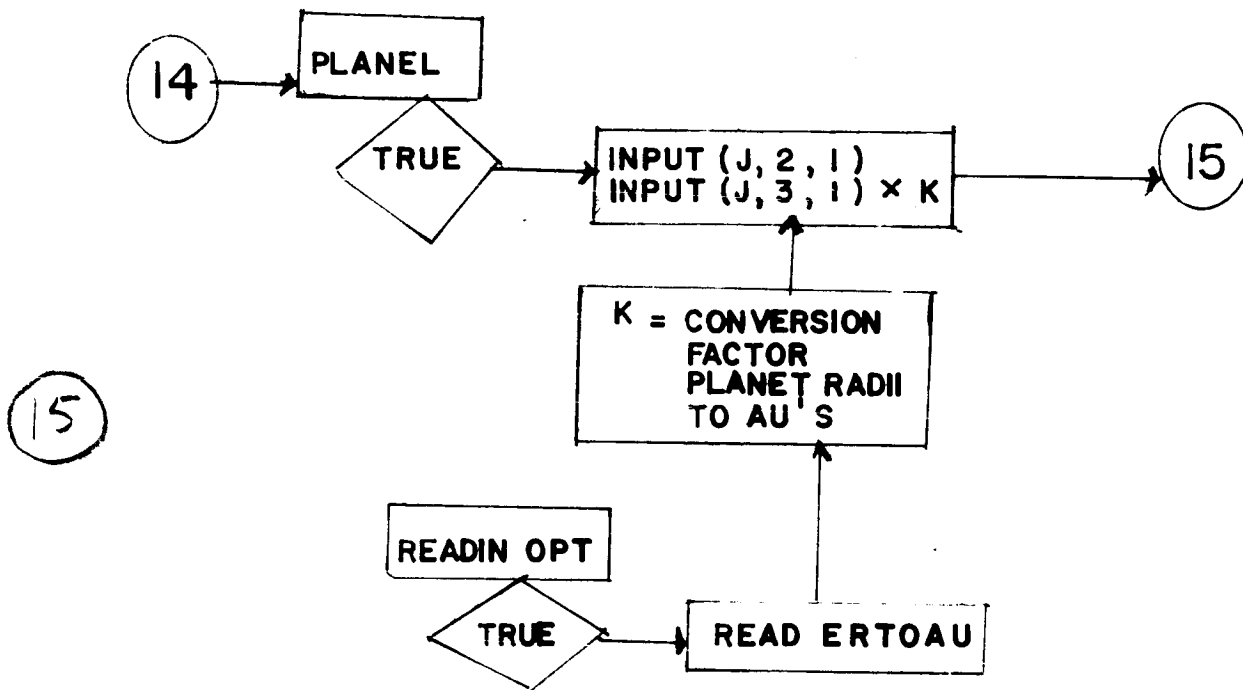 14
PLANEL
TRUE
INPUT (J, 2, 1)
INPUT (J, 3, 1) × K
15
K = CONVERSION
FACTOR
PLANET RADII
TO AU'S
15
READIN OPT
TRUE
READ ERTOAU